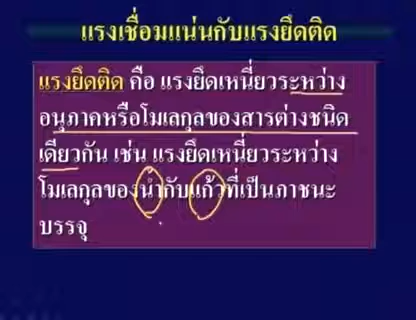 แรงเชื่อมแน่นกับแรงยึดติด
แรงยึดติด คือ แรงยึดเหนี่ยวระหว่าง
อนุภาคหรือโมเลกุลของสารต่างชนิด
เดียวกัน เช่น แรงยึดเหนี่ยวระหว่าง
โมเลกุลของน้ำกับแก้วที่เป็นภาชนะ
บรรจุ